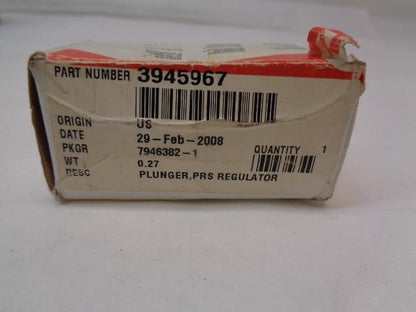 PART NUMBER 3945967
ORIGIN US
DATE 29-Feb-2008
PKGR 7946382-1 QUANTITY 1
WT 0.27
DESC PLUNGER,PRS REGULATOR